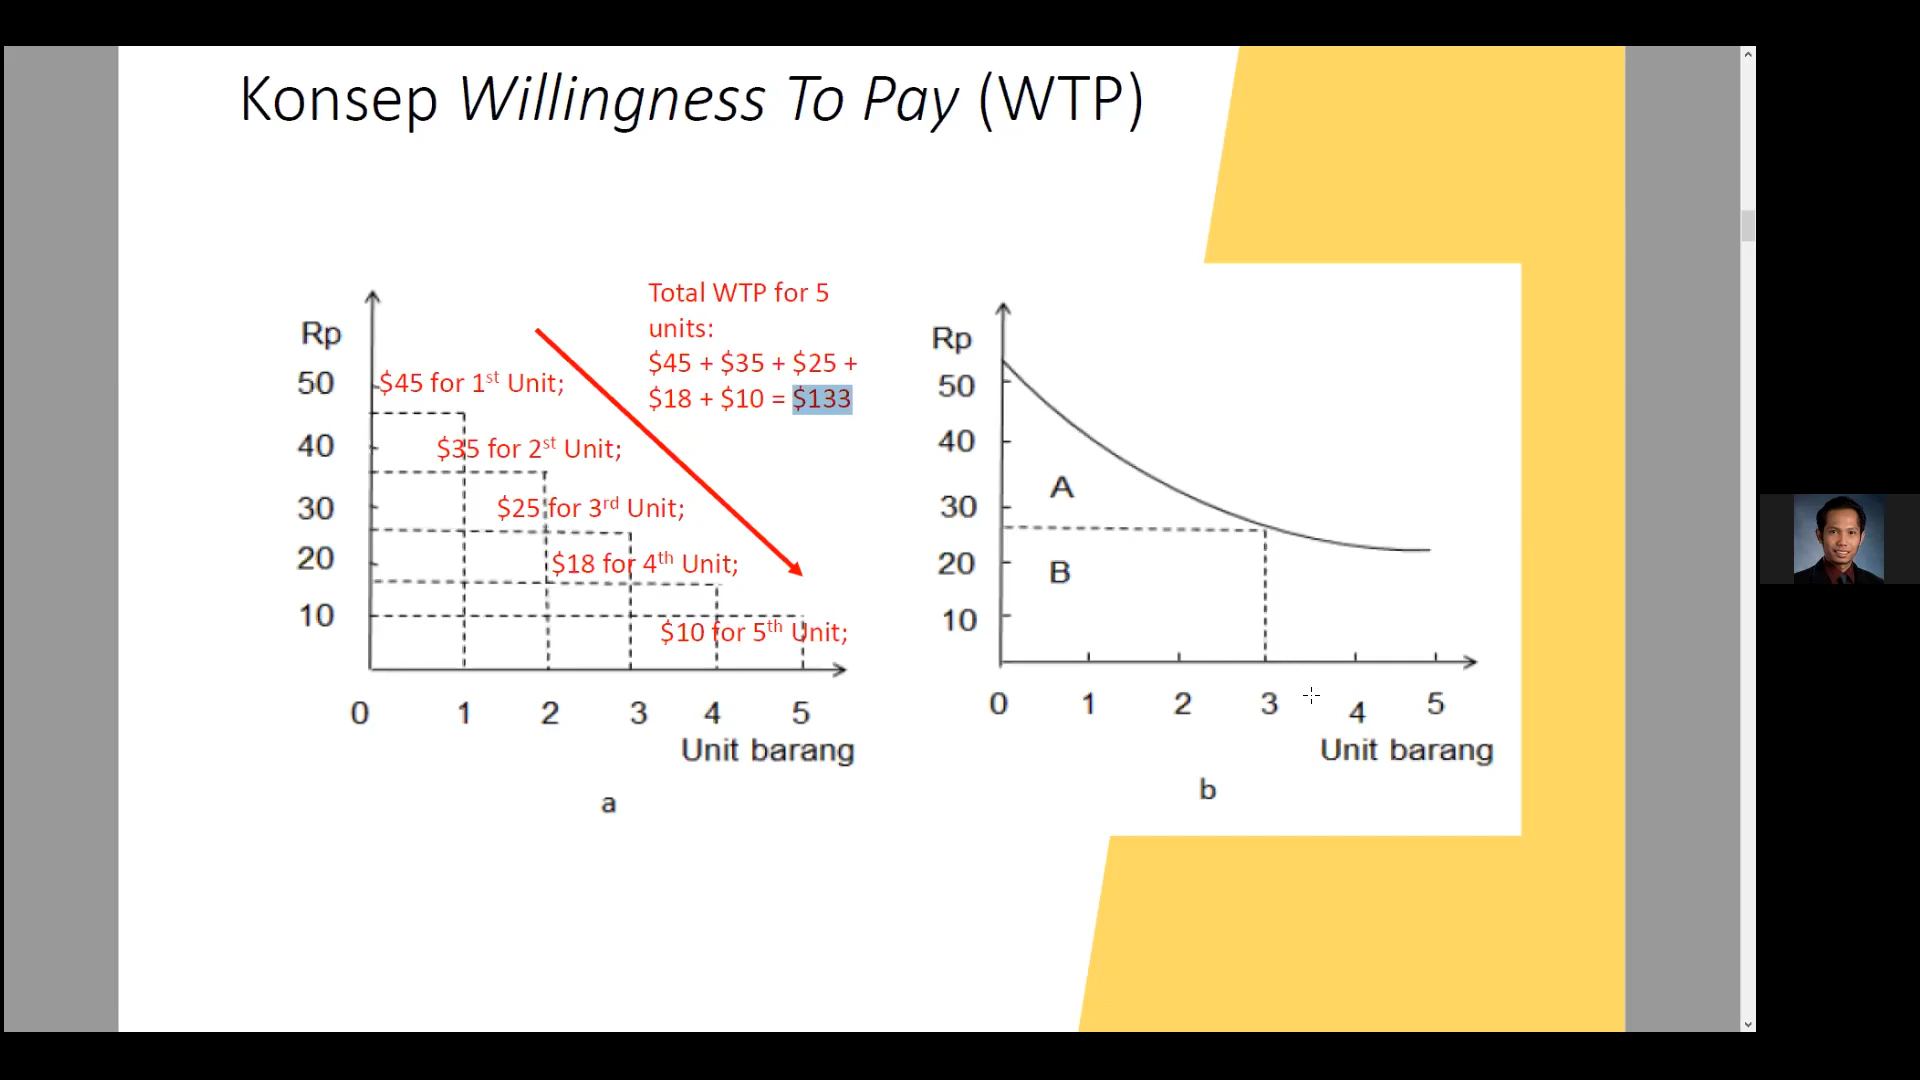 Konsep Willingness To Pay (WTP)
Total WTP for 5
units:
$45 + $35 + $25 +
$18 + $10 = $133
Rp
50
40
30
20
10
$45 for 1st Unit;
$35 for 2st Unit;
$25 for 3rd Unit;
$18 for 4th Unit;
$10 for 5th Unit;
0 1 2 3 4 5
Unit barang
a
Rp
50
40
30
20
10
A
B
0 1 2 3 4 5
Unit barang
b